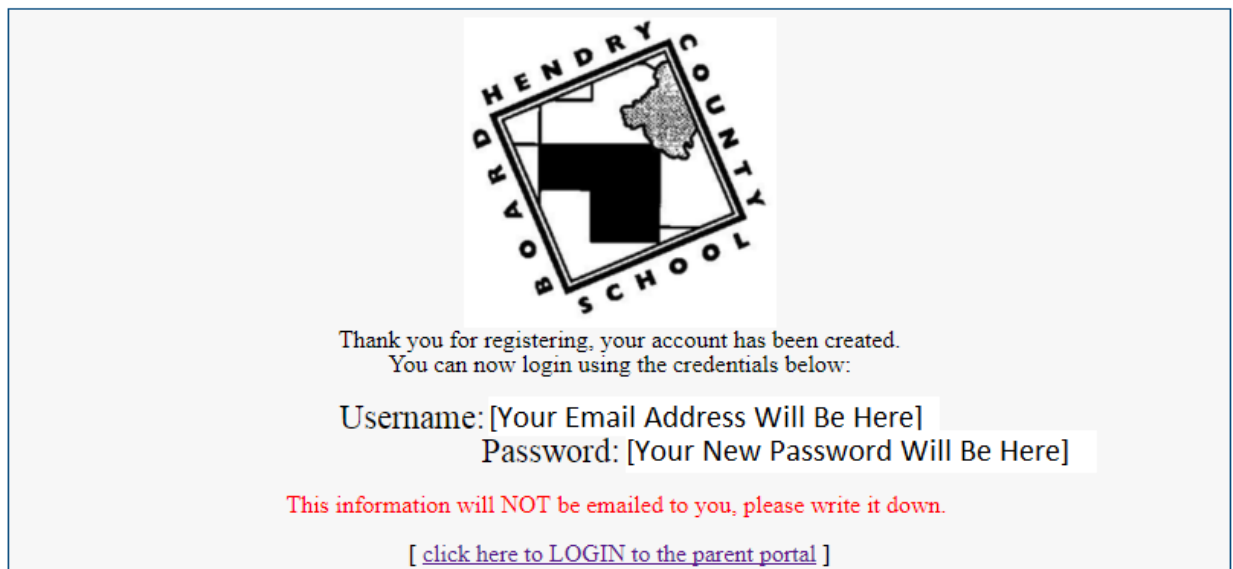 HENDRY COUNTY
SCHOOL BOARD
Thank you for registering, your account has been created.
You can now login using the credentials below:
Username: [Your Email Address Will Be Here]
Password: [Your New Password Will Be Here]
This information will NOT be emailed to you, please write it down.
[ click here to LOGIN to the parent portal ]